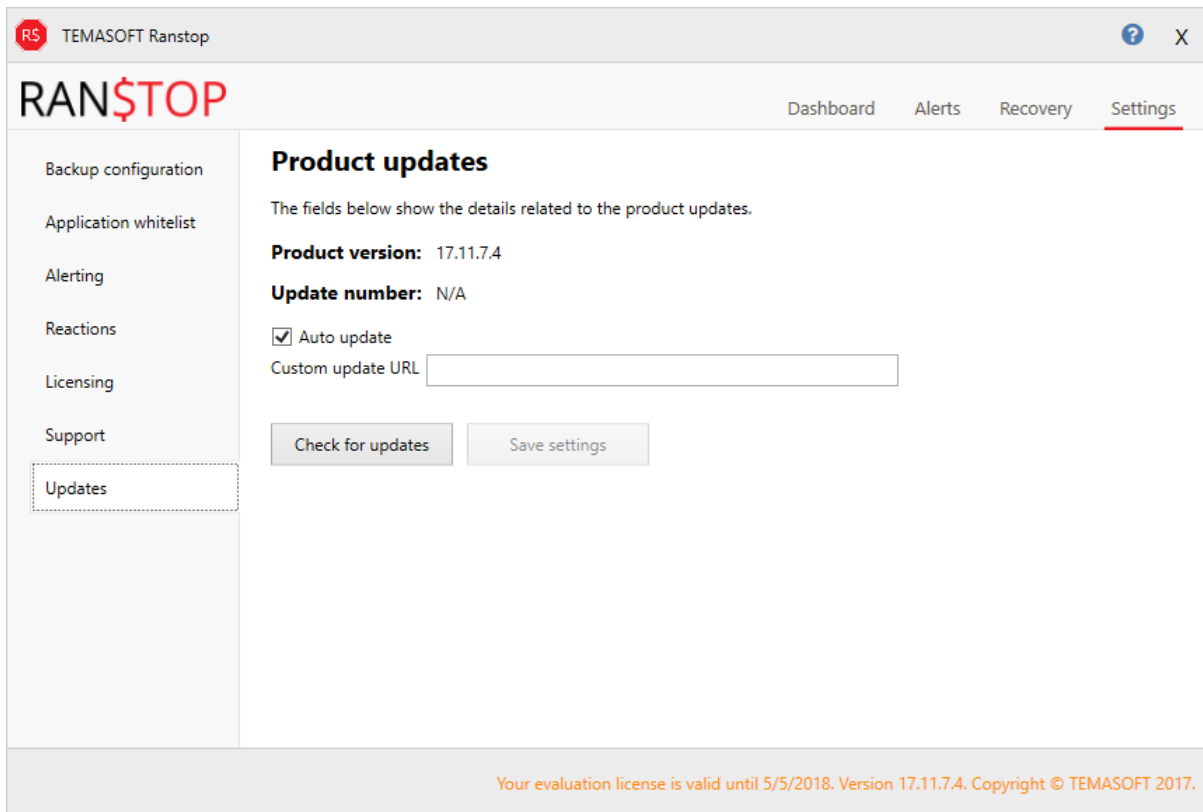 R$ TEMASOFT Ranstop ? X
RAN$TOP
Dashboard Alerts Recovery Settings
Backup configuration
Application whitelist
Alerting
Reactions
Licensing
Support
Updates
Product updates
The fields below show the details related to the product updates.
Product version: 17.11.7.4
Update number: N/A
Auto update
Custom update URL
Check for updates Save settings
Your evaluation license is valid until 5/5/2018. Version 17.11.7.4. Copyright © TEMASOFT 2017.